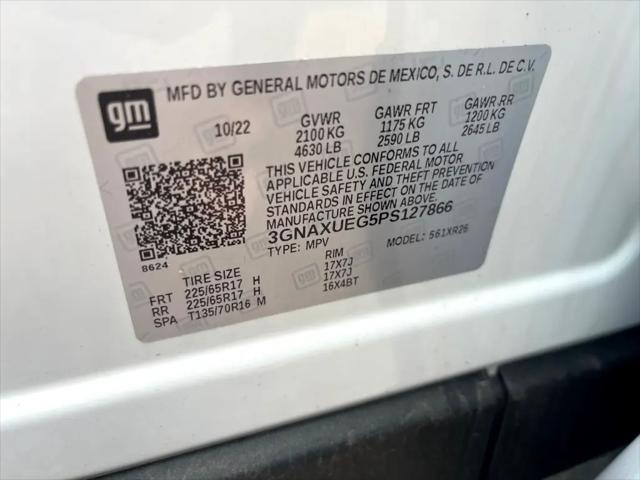 gm
MFD BY GENERAL MOTORS DE MEXICO, S. DE R.L. DE C.V.
10/22
GVWR GAWR FRT GAWR RR
2100 KG 1175 KG 1200 KG
4630 LB 2590 LB 2645 LB
THIS VEHICLE CONFORMS TO ALL
APPLICABLE U.S. FEDERAL MOTOR
VEHICLE SAFETY AND THEFT PREVENTION
STANDARDS IN EFFECT ON THE DATE OF
MANUFACTURE SHOWN ABOVE.
3GNAXUEG5PS127866
TYPE: MPV MODEL: 561XR26
8624
TIRE SIZE RIM
FRT 225/65R17 H 17X7J
RR 225/65R17 H 17X7J
SPA T135/70R16 M 16X4BT